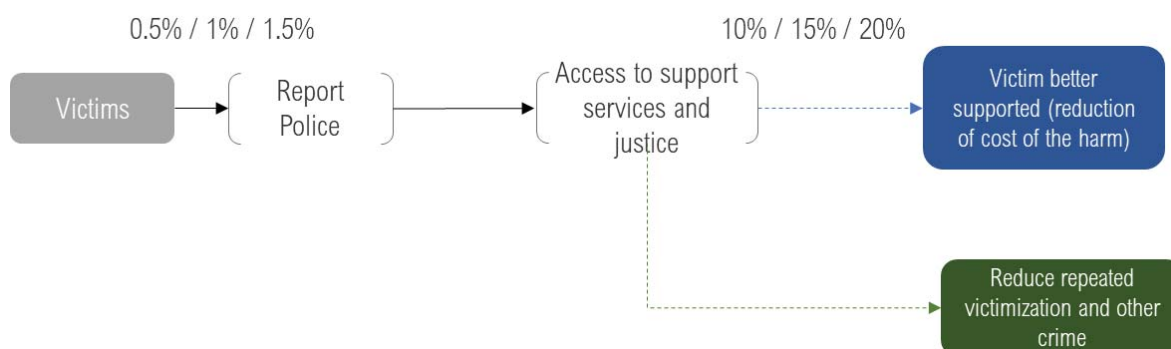 0.5% / 1% / 1.5%
10% / 15% / 20%
Victims
Report
Police
Access to support
services and
justice
Victim better
supported (reduction
of cost of the harm)
Reduce repeated
victimization and other
crime